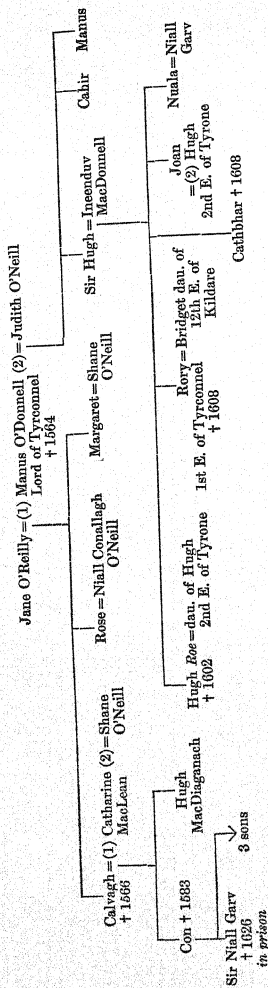 Jane O'Reilly=(1) Manus O'Donnell (2)=Judith O'Neill
Lord of Tyrconnel
†1564
Calvagh=(1) Catharine (2)=Shane
†1566 MacLean O'Neill
Rose=Niall Conallagh
O'Neill
Margaret=Shane
O'Neill
Sir Hugh=Ineenduv
MacDonnell
Cahir
Manus
Con †1583
Hugh
MacDiaganach
Hugh Roe=dau. of Hugh
†1602 2nd E. of Tyrone
Rory=Bridget dau. of
12th E. of
Kildare
1st E. of Tyrconnel
†1608
Cathbhar †1608
Joan
=(2) Hugh
2nd E. of Tyrone
Nuala=Niall
Garv
Sir Niall Garv
†1626
in prison
3 sons